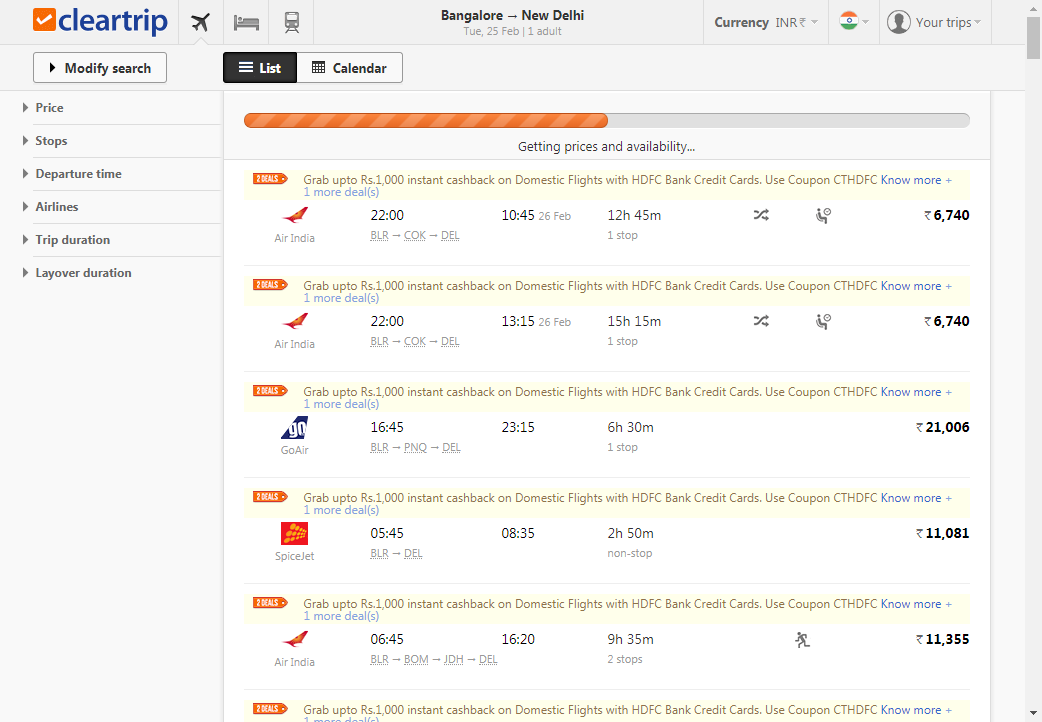 cleartrip
Bangalore → New Delhi
Tue, 25 Feb | 1 adult
Currency INR ₹
Your trips
Modify search
List
Calendar
Price
Stops
Departure time
Airlines
Trip duration
Layover duration
Getting prices and availability...
2 DEALS Grab upto Rs.1,000 instant cashback on Domestic Flights with HDFC Bank Credit Cards. Use Coupon CTHDFC Know more +
1 more deal(s)
22:00 10:45 26 Feb 12h 45m ₹ 6,740
Air India BLR → COK → DEL 1 stop
2 DEALS Grab upto Rs.1,000 instant cashback on Domestic Flights with HDFC Bank Credit Cards. Use Coupon CTHDFC Know more +
1 more deal(s)
22:00 13:15 26 Feb 15h 15m ₹ 6,740
Air India BLR → COK → DEL 1 stop
2 DEALS Grab upto Rs.1,000 instant cashback on Domestic Flights with HDFC Bank Credit Cards. Use Coupon CTHDFC Know more +
1 more deal(s)
go 16:45 23:15 6h 30m ₹ 21,006
GoAir BLR → PNQ → DEL 1 stop
2 DEALS Grab upto Rs.1,000 instant cashback on Domestic Flights with HDFC Bank Credit Cards. Use Coupon CTHDFC Know more +
1 more deal(s)
05:45 08:35 2h 50m ₹ 11,081
SpiceJet BLR → DEL non-stop
2 DEALS Grab upto Rs.1,000 instant cashback on Domestic Flights with HDFC Bank Credit Cards. Use Coupon CTHDFC Know more +
1 more deal(s)
06:45 16:20 9h 35m ₹ 11,355
Air India BLR → BOM → JDH → DEL 2 stops
2 DEALS Grab upto Rs.1,000 instant cashback on Domestic Flights with HDFC Bank Credit Cards. Use Coupon CTHDFC Know more +
1 more deal(s)